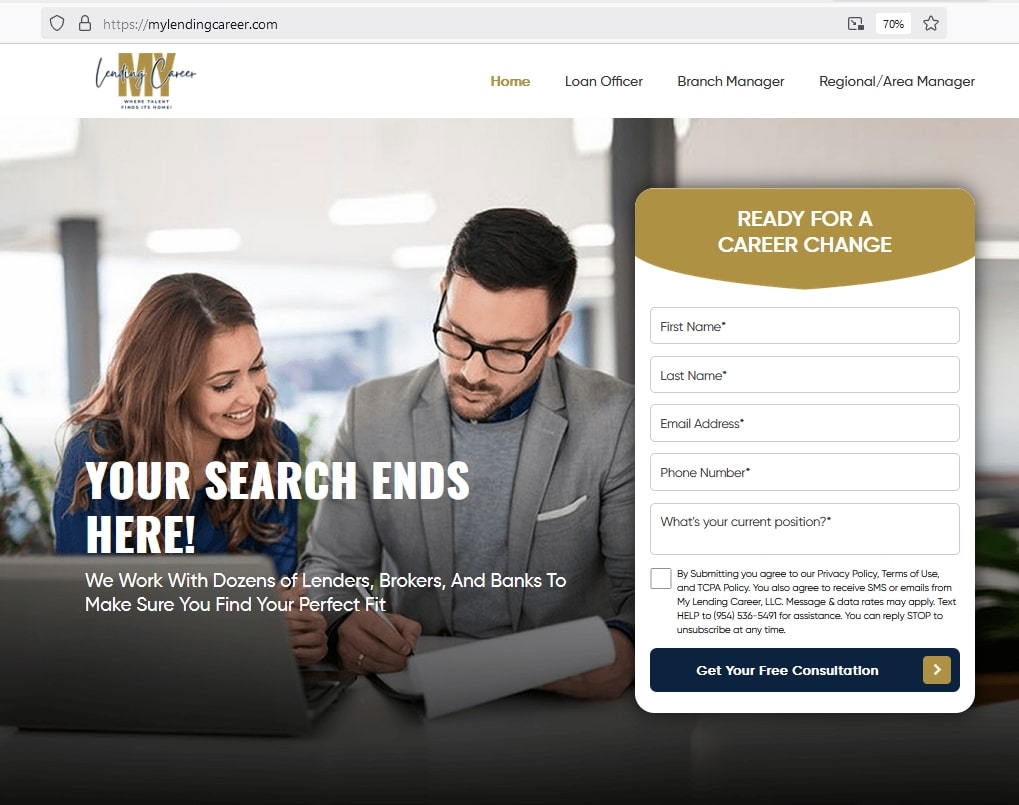 https://mylendingcareer.com
70%
MY
Lending Career
WHERE TALENT
FINDS ITS HOME!
Home
Loan Officer
Branch Manager
Regional/Area Manager
YOUR SEARCH ENDS
HERE!
We Work With Dozens of Lenders, Brokers, And Banks To
Make Sure You Find Your Perfect Fit
READY FOR A
CAREER CHANGE
First Name*
Last Name*
Email Address*
Phone Number*
What's your current position?*
By Submitting you agree to our Privacy Policy, Terms of Use,
and TCPA Policy. You also agree to receive SMS or emails from
My Lending Career, LLC. Message & data rates may apply. Text
HELP to (954) 536-5491 for assistance. You can reply STOP to
unsubscribe at any time.
Get Your Free Consultation